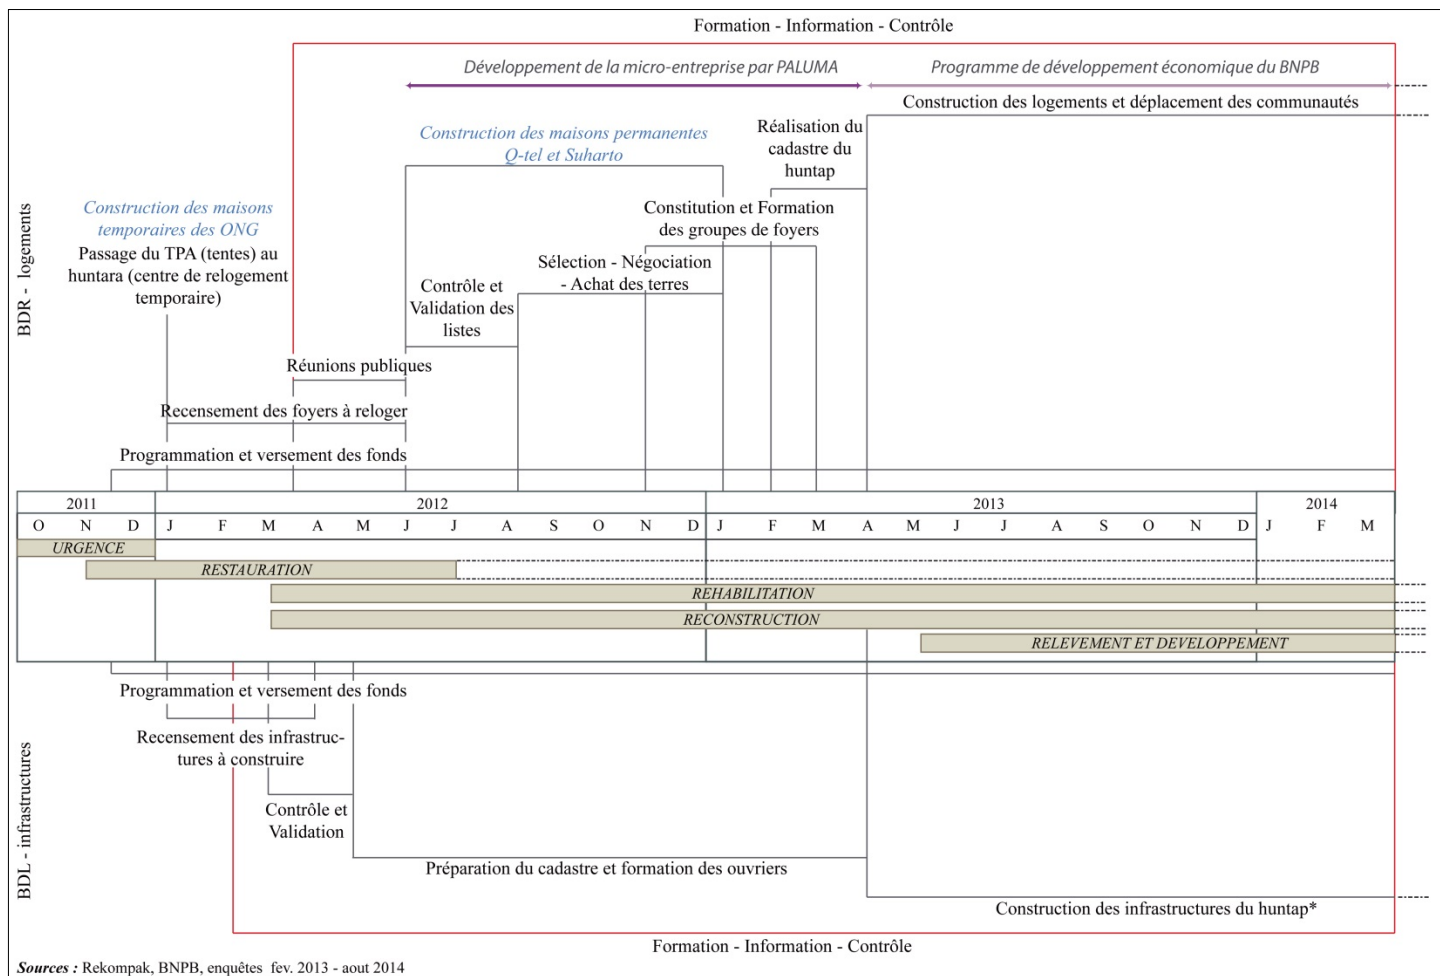 Formation - Information - Contrôle
Développement de la micro-entreprise par PALUMA
Programme de développement économique du BNPB
Construction des logements et déplacement des communautés
Réalisation du
cadastre du
huntap
Construction des maisons permanentes
Q-tel et Suharto
Construction des maisons
temporaires des ONG
Passage du TPA (tentes) au
huntara (centre de relogement
temporaire)
Constitution et Formation
des groupes de foyers
Sélection - Négociation
- Achat des terres
Contrôle et
Validation des
listes
Réunions publiques
Recensement des foyers à reloger
Programmation et versement des fonds
BDR - logements
2011 2012 2013 2014
O N D J F M A M J J A S O N D J F M A M J J A S O N D J F M
URGENCE
RESTAURATION
REHABILITATION
RECONSTRUCTION
RELEVEMENT ET DEVELOPPEMENT
Programmation et versement des fonds
Recensement des infrastruc-
tures à construire
Contrôle et
Validation
Préparation du cadastre et formation des ouvriers
Construction des infrastructures du huntap*
BDL - infrastructures
Formation - Information - Contrôle
Sources : Rekompak, BNPB, enquêtes fev. 2013 - aout 2014